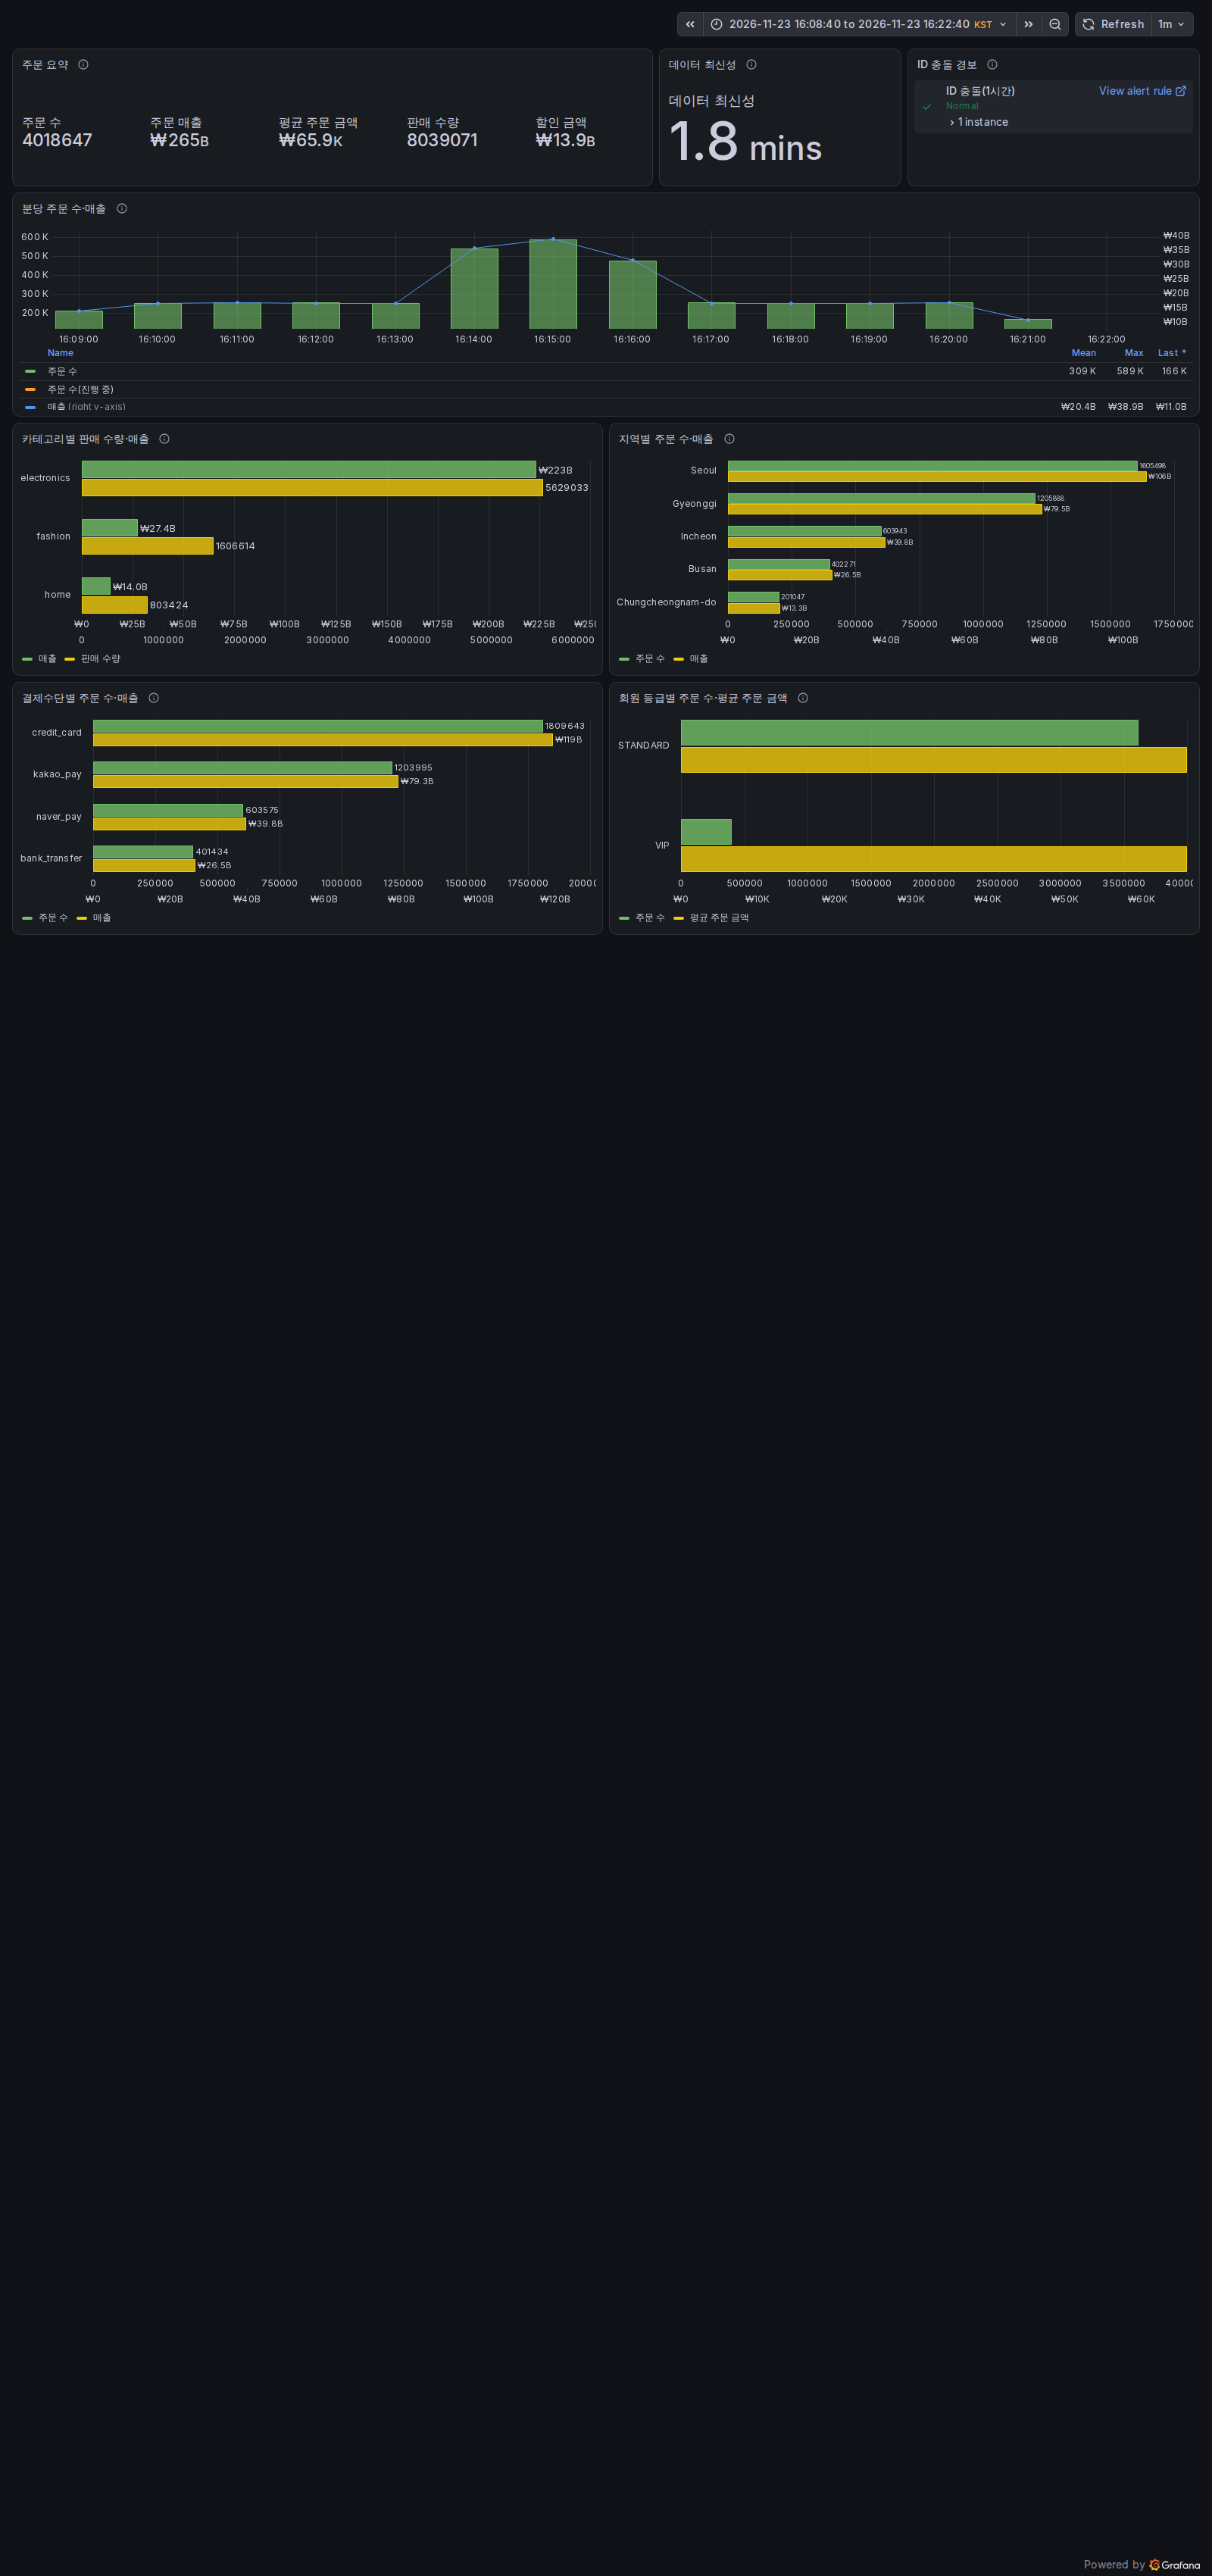 2026-11-23 16:08:40 to 2026-11-23 16:22:40 KST
Refresh 1m
주문 요약
주문 수
4018647
주문 매출
₩265B
평균 주문 금액
₩65.9K
판매 수량
8039071
할인 금액
₩13.9B
데이터 최신성
데이터 최신성
1.8 mins
ID 충돌 경보
ID 충돌(1시간)
View alert rule
Normal
1 instance
분당 주문 수·매출
600 K
500 K
400 K
300 K
200 K
₩40B
₩35B
₩30B
₩25B
₩20B
₩15B
₩10B
16:09:00 16:10:00 16:11:00 16:12:00 16:13:00 16:14:00 16:15:00 16:16:00 16:17:00 16:18:00 16:19:00 16:20:00 16:21:00 16:22:00
Name Mean Max Last *
주문 수 309 K 589 K 166 K
주문 수(진행 중)
매출 (right y-axis) ₩20.4B ₩38.9B ₩11.0B
카테고리별 판매 수량·매출
electronics
₩223B
5629033
fashion
₩27.4B
1606614
home
₩14.0B
803424
₩0 ₩25B ₩50B ₩75B ₩100B ₩125B ₩150B ₩175B ₩200B ₩225B
0 1000000 2000000 3000000 4000000 5000000 6000000
매출 판매 수량
지역별 주문 수·매출
Seoul
1605498
₩106B
Gyeonggi
1205888
₩79.5B
Incheon
603943
₩39.8B
Busan
402271
₩26.5B
Chungcheongnam-do
201047
₩13.3B
0 250000 500000 750000 1000000 1250000 1500000
₩0 ₩20B ₩40B ₩60B ₩80B ₩100B
주문 수 매출
결제수단별 주문 수·매출
credit_card
1809643
₩119B
kakao_pay
1203995
₩79.3B
naver_pay
603575
₩39.8B
bank_transfer
401434
₩26.5B
0 250000 500000 750000 1000000 1250000 1500000 1750000
₩0 ₩20B ₩40B ₩60B ₩80B ₩100B ₩120B
주문 수 매출
회원 등급별 주문 수·평균 주문 금액
STANDARD
VIP
0 500000 1000000 1500000 2000000 2500000 3000000 3500000
₩0 ₩10K ₩20K ₩30K ₩40K ₩50K ₩60K
주문 수 평균 주문 금액
Powered by Grafana